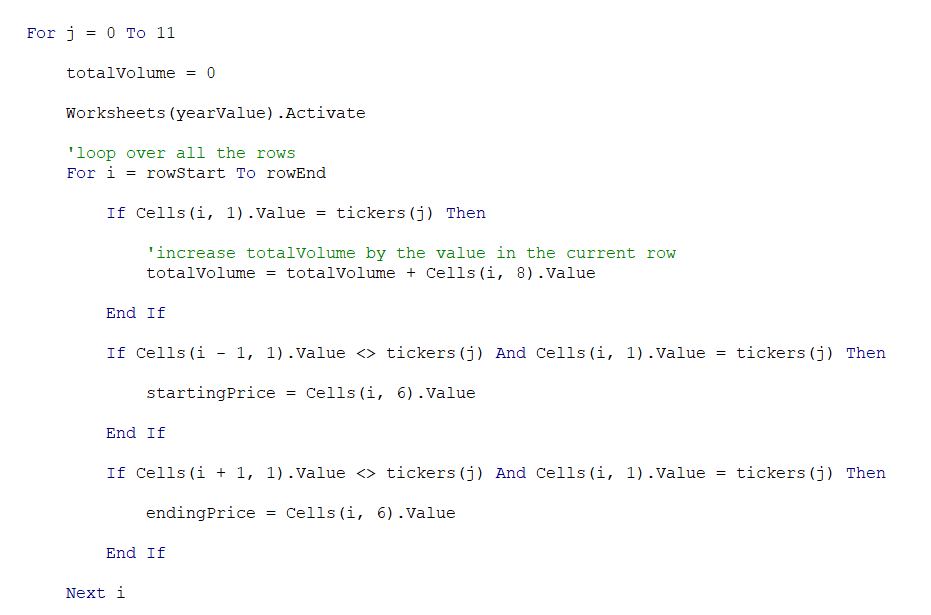 For j = 0 To 11
totalVolume = 0
Worksheets(yearValue).Activate
'loop over all the rows
For i = rowStart To rowEnd
If Cells(i, 1).Value = tickers(j) Then
'increase totalVolume by the value in the current row
totalVolume = totalVolume + Cells(i, 8).Value
End If
If Cells(i - 1, 1).Value <> tickers(j) And Cells(i, 1).Value = tickers(j) Then
startingPrice = Cells(i, 6).Value
End If
If Cells(i + 1, 1).Value <> tickers(j) And Cells(i, 1).Value = tickers(j) Then
endingPrice = Cells(i, 6).Value
End If
Next i